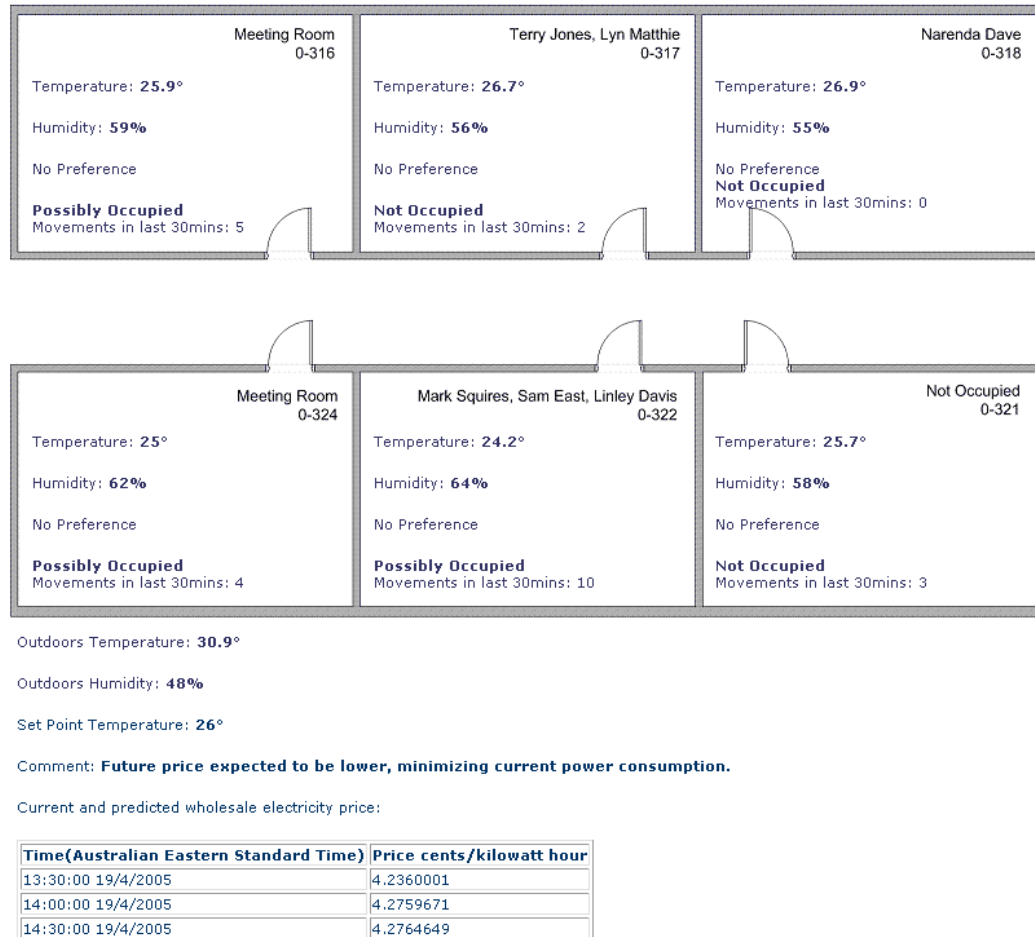 Meeting Room
0-316
Temperature: 25.9°
Humidity: 59%
No Preference
Possibly Occupied
Movements in last 30mins: 5
Terry Jones, Lyn Matthie
0-317
Temperature: 26.7°
Humidity: 56%
No Preference
Not Occupied
Movements in last 30mins: 2
Narenda Dave
0-318
Temperature: 26.9°
Humidity: 55%
No Preference
Not Occupied
Movements in last 30mins: 0
Meeting Room
0-324
Temperature: 25°
Humidity: 62%
No Preference
Possibly Occupied
Movements in last 30mins: 4
Mark Squires, Sam East, Linley Davis
0-322
Temperature: 24.2°
Humidity: 64%
No Preference
Possibly Occupied
Movements in last 30mins: 10
Not Occupied
0-321
Temperature: 25.7°
Humidity: 58%
No Preference
Not Occupied
Movements in last 30mins: 3
Outdoors Temperature: 30.9°
Outdoors Humidity: 48%
Set Point Temperature: 26°
Comment: Future price expected to be lower, minimizing current power consumption.
Current and predicted wholesale electricity price:
Time(Australian Eastern Standard Time) Price cents/kilowatt hour
13:30:00 19/4/2005 4.2360001
14:00:00 19/4/2005 4.2759671
14:30:00 19/4/2005 4.2764649